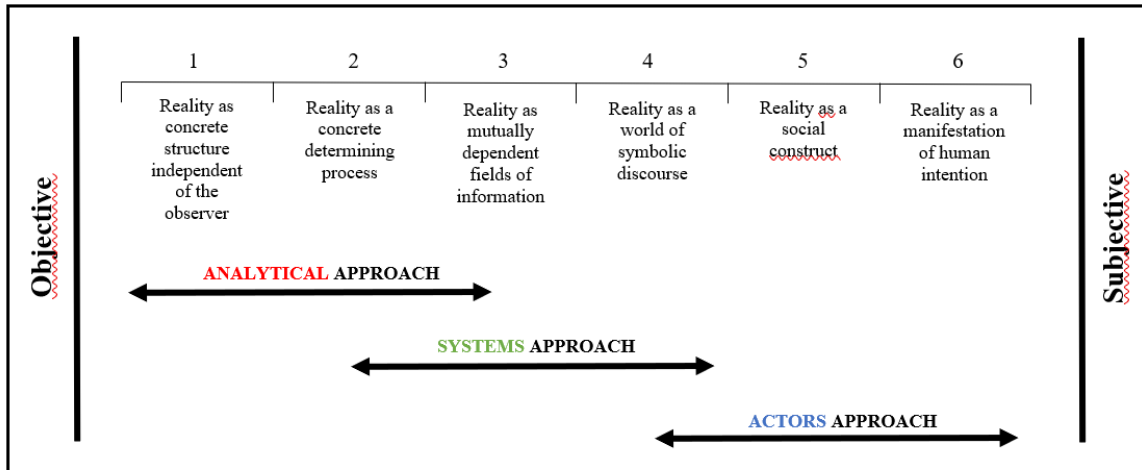 1
2
3
4
5
6
Reality as
concrete
structure
independent
of the
observer
Reality as a
concrete
determining
process
Reality as
mutually
dependent
fields of
information
Reality as a
world of
symbolic
discourse
Reality as a
social
construct
Reality as a
manifestation
of human
intention
Objective
Subjective
ANALYTICAL APPROACH
SYSTEMS APPROACH
ACTORS APPROACH